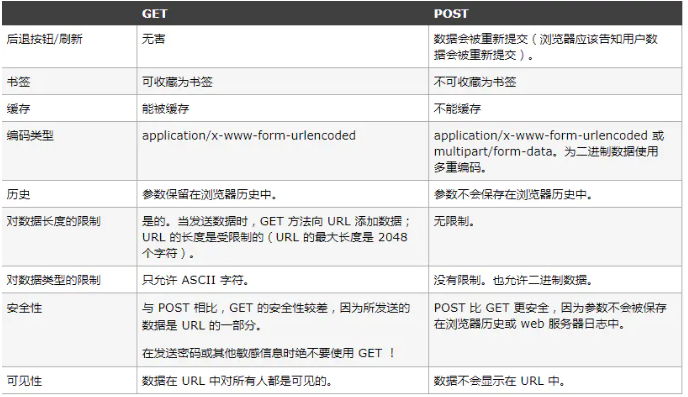 GET POST
后退按钮/刷新 无害 数据会被重新提交（浏览器应该告知用户数
据会被重新提交）。
书签 可收藏为书签 不可收藏为书签
缓存 能被缓存 不能缓存
编码类型 application/x-www-form-urlencoded application/x-www-form-urlencoded 或
multipart/form-data。为二进制数据使用
多重编码。
历史 参数保留在浏览器历史中。 参数不会保存在浏览器历史中。
对数据长度的限制 是的。当发送数据时，GET 方法向 URL 添加数据； 无限制。
URL 的长度是受限制的（URL 的最大长度是 2048
个字符）。
对数据类型的限制 只允许 ASCII 字符。 没有限制。也允许二进制数据。
安全性 与 POST 相比，GET 的安全性较差，因为所发送的 POST 比 GET 更安全，因为参数不会被保存
数据是 URL 的一部分。 在浏览器历史或 web 服务器日志中。
在发送密码或其他敏感信息时绝不要使用 GET ！
可见性 数据在 URL 中对所有人都是可见的。 数据不会显示在 URL 中。